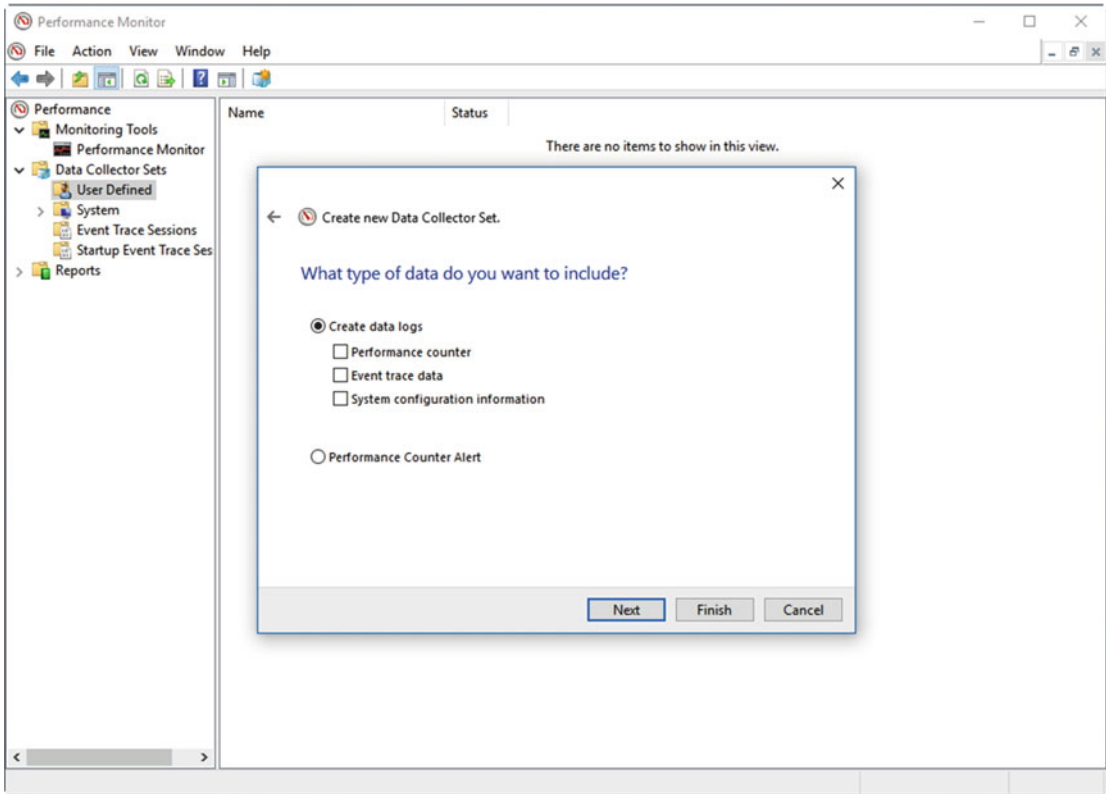 Performance Monitor
File Action View Window Help
Performance
Monitoring Tools
Performance Monitor
Data Collector Sets
User Defined
System
Event Trace Sessions
Startup Event Trace Ses
Reports
Name Status
There are no items to show in this view.
Create new Data Collector Set.
What type of data do you want to include?
Create data logs
Performance counter
Event trace data
System configuration information
Performance Counter Alert
Next Finish Cancel